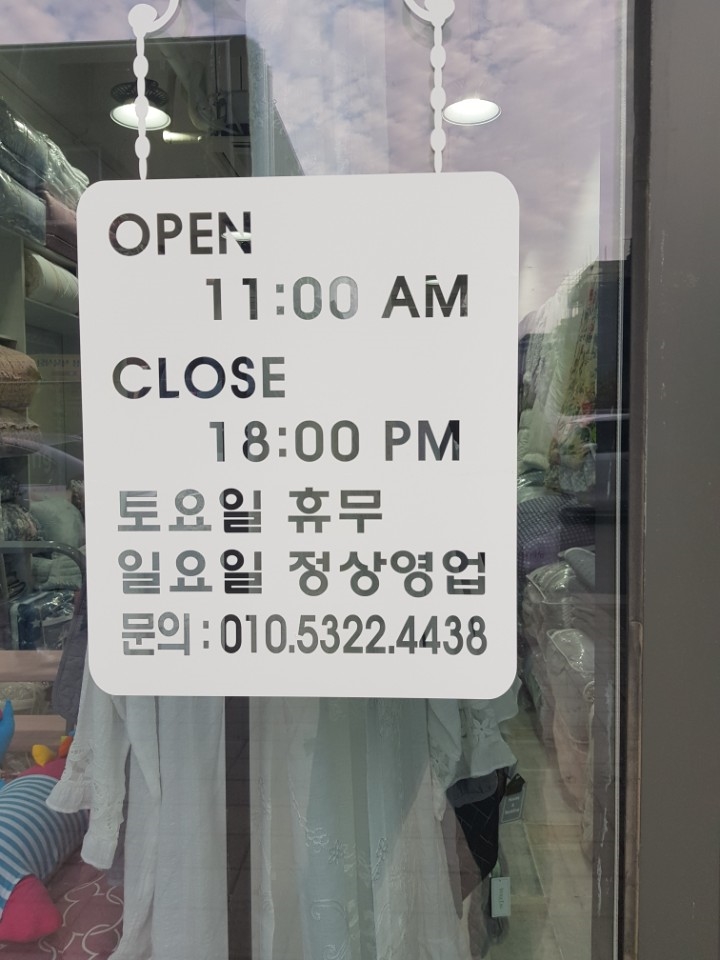 OPEN
11:00 AM
CLOSE
18:00 PM
토요일 휴무
일요일 정상영업
문의:010.5322.4438